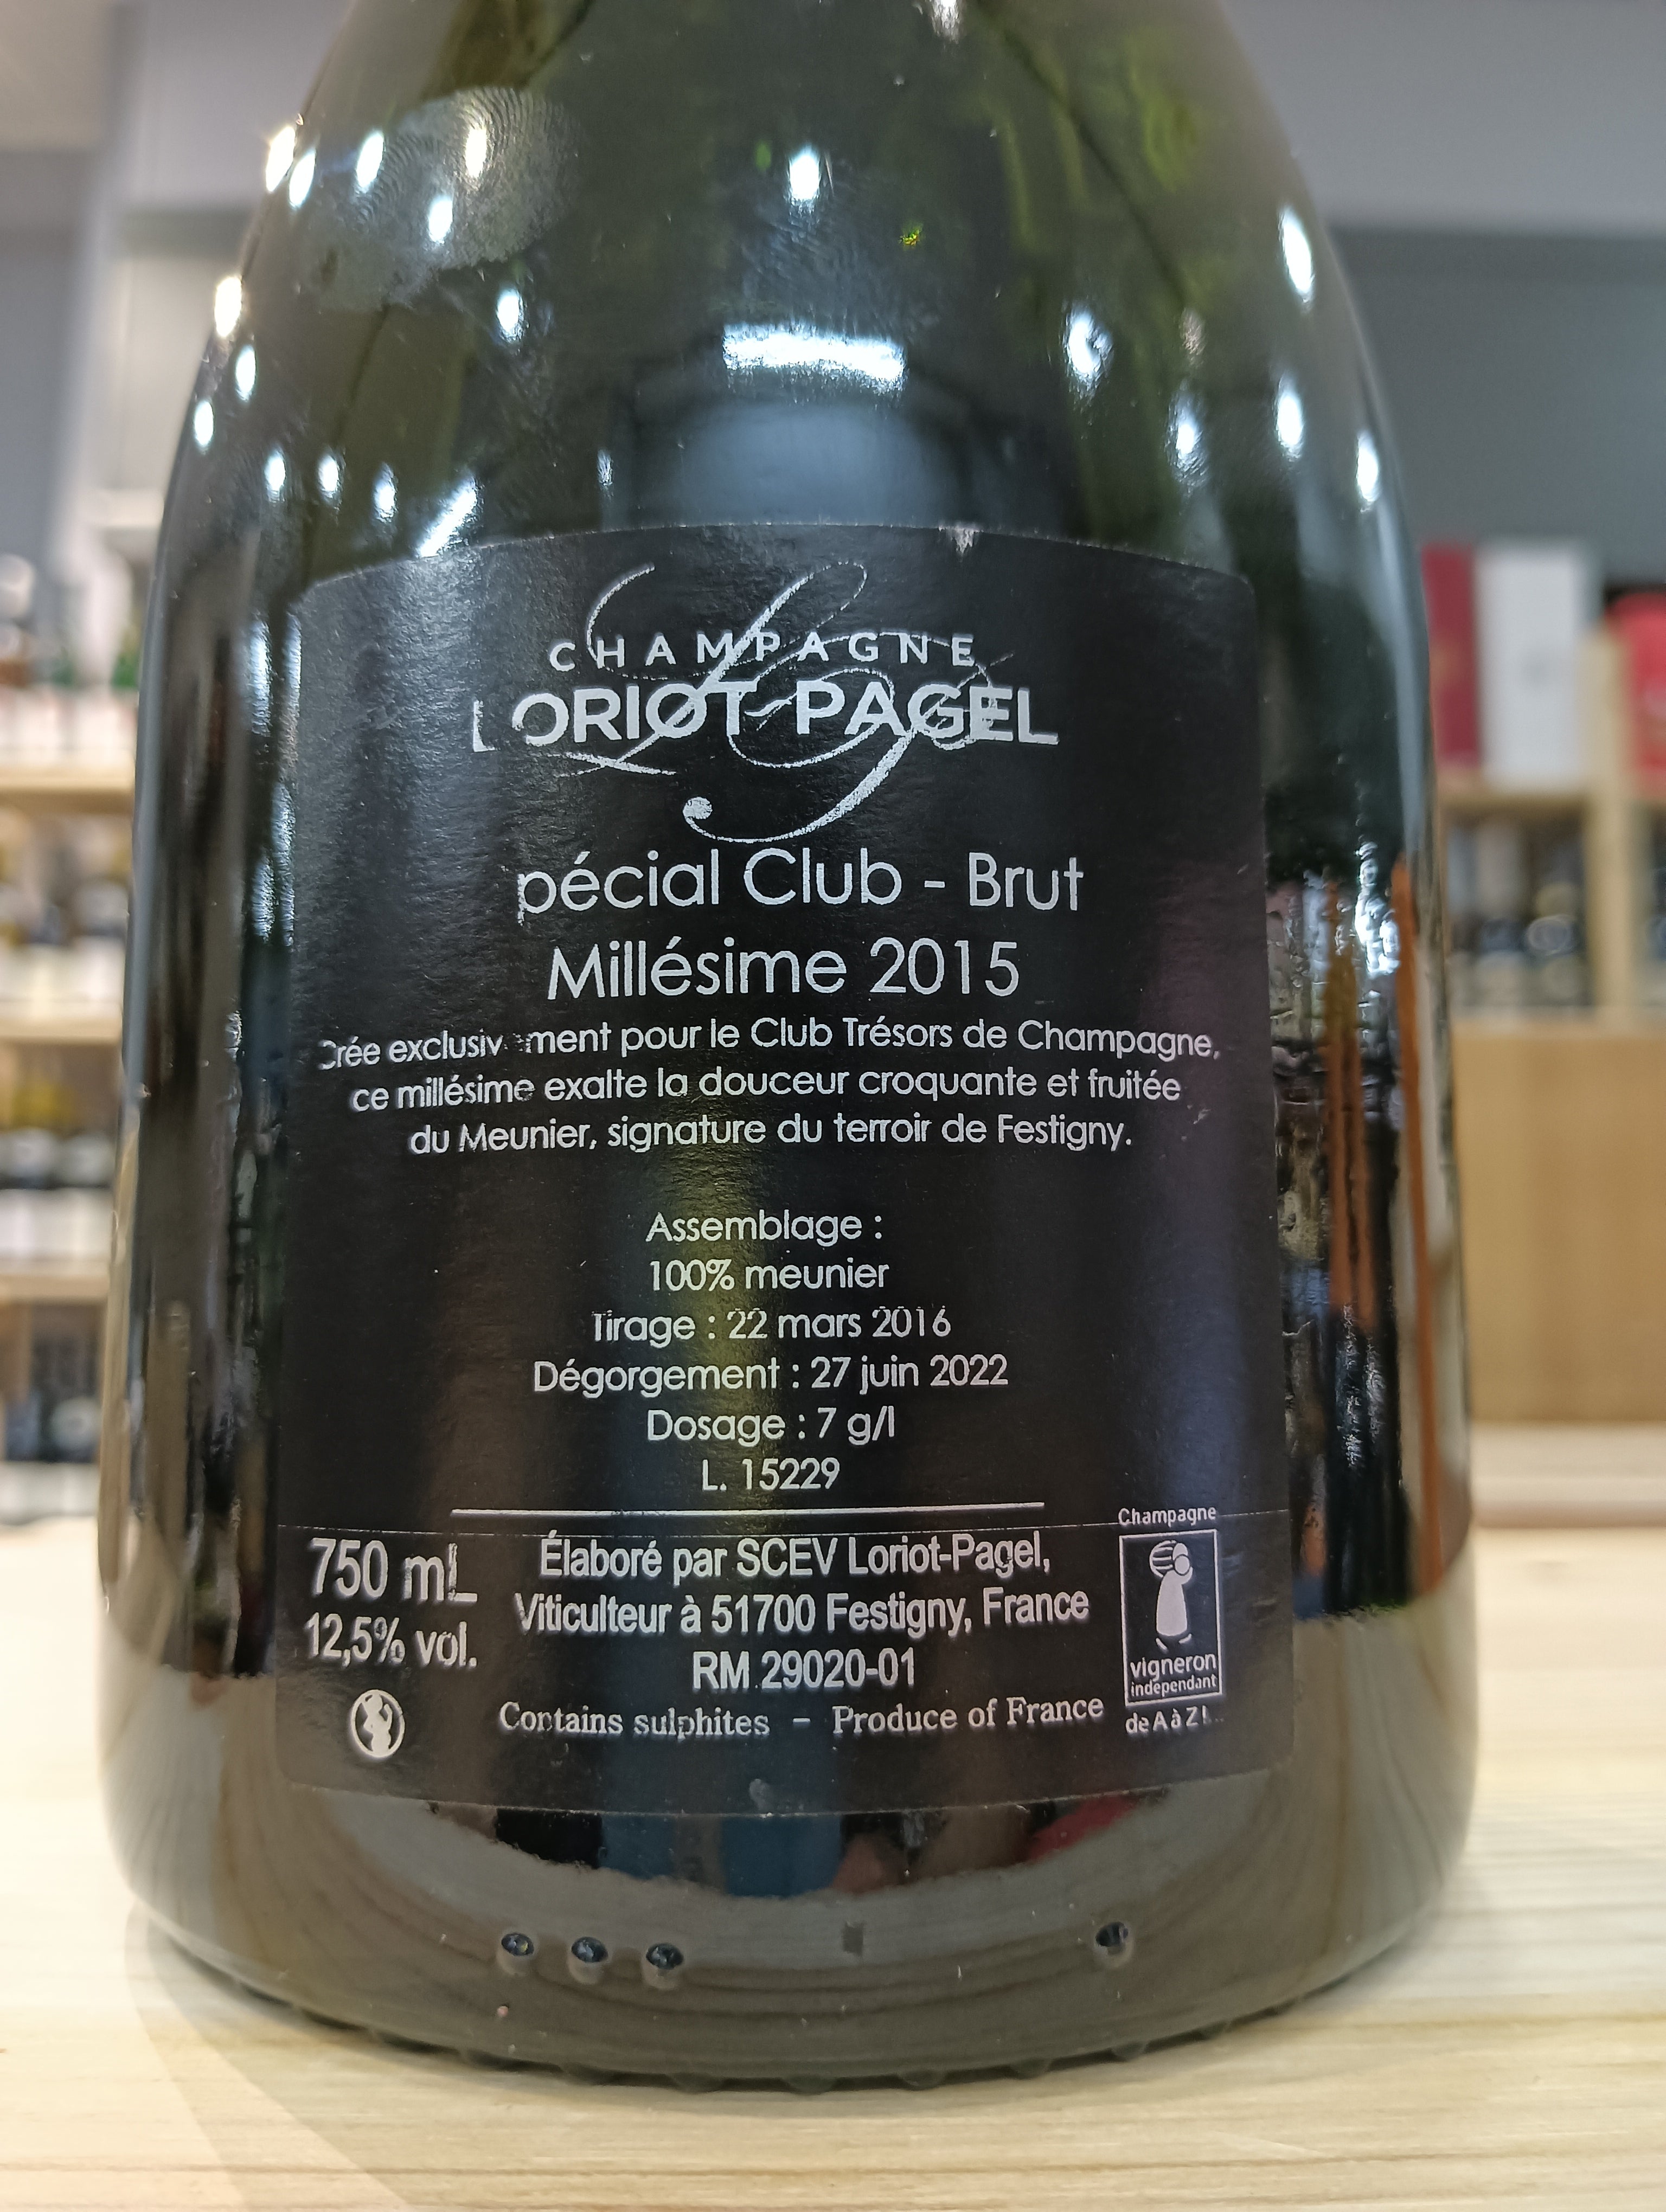 CHAMPAGNE
LORIOT-PAGEL
pécial Club - Brut
Millésime 2015
Crée exclusivement pour le Club Trésors de Champagne,
ce millésime exalte la douceur croquante et fruitée
du Meunier, signature du terroir de Festigny.
Assemblage :
100% meunier
Tirage : 22 mars 2016
Dégorgement : 27 juin 2022
Dosage : 7 g/l
L. 15229
750 mL
12,5% vol.
Élaboré par SCEV Loriot-Pagel,
Viticulteur à 51700 Festigny, France
RM 29020-01
Contains sulphites – Produce of France
Champagne
vigneron
indépendant
de A à Z !...